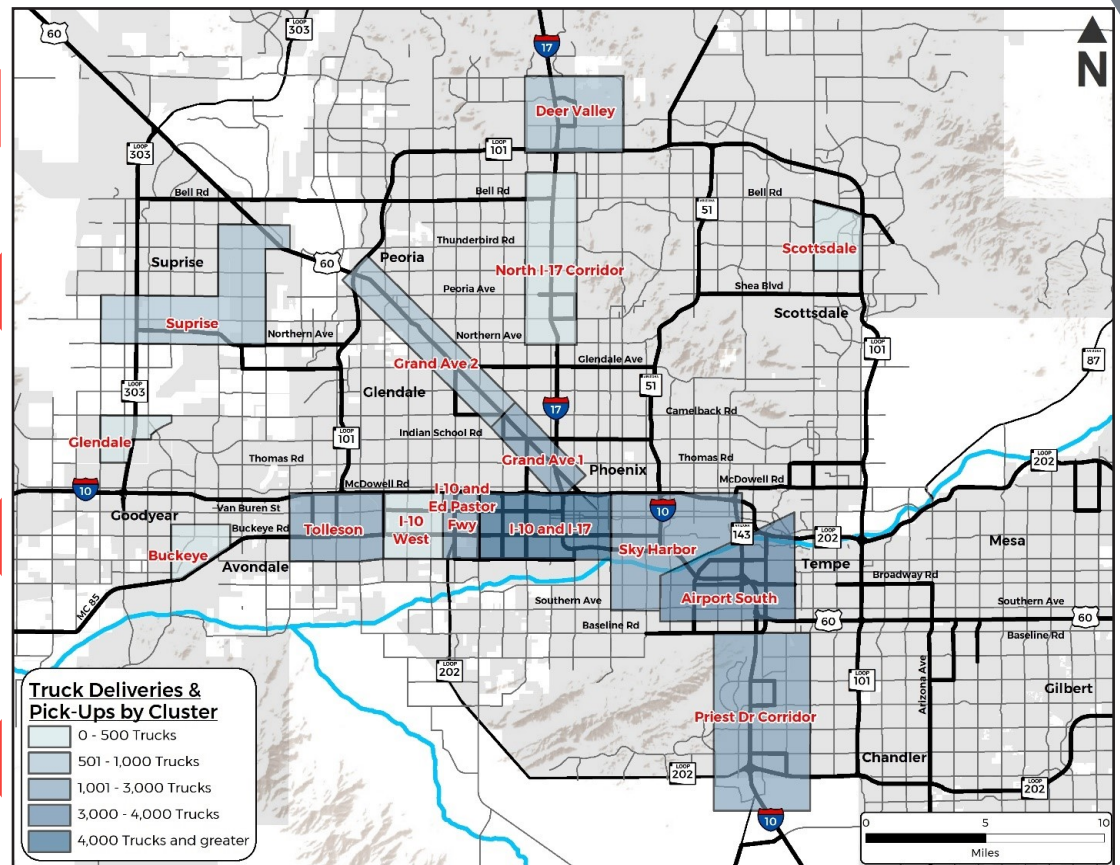 60
LOOP 303
17
N
Deer Valley
LOOP 303
LOOP 101
Bell Rd
Bell Rd
Bell Rd
ARIZONA 51
Thunderbird Rd
Scottsdale
Peoria
Suprise
60
North I-17 Corridor
Peoria Ave
Shea Blvd
Scottsdale
Suprise
Northern Ave
Northern Ave
LOOP 101
Glendale Ave
ARIZONA 87
Grand Ave 2
LOOP 303
Glendale
ARIZONA 51
17
Camelback Rd
Glendale
LOOP 101
Indian School Rd
Thomas Rd
Grand Ave 1
Phoenix
Thomas Rd
LOOP 202
McDowell Rd
McDowell Rd
10
I-10 and
Ed Pastor
Fwy
Goodyear
Van Buren St
10
Buckeye Rd
Tolleson
I-10
West
I-10 and I-17
ARIZONA 143
LOOP 202
Mesa
Buckeye
Sky Harbor
Avondale
Tempe
Broadway Rd
MC 85
Southern Ave
Airport South
Southern Ave
60
60
Baseline Rd
Baseline Rd
LOOP 202
LOOP 101
Arizona Ave
Gilbert
Priest Dr Corridor
Chandler
LOOP 202
LOOP 202
10
Truck Deliveries &
Pick-Ups by Cluster
0 - 500 Trucks
501 - 1,000 Trucks
1,001 - 3,000 Trucks
3,000 - 4,000 Trucks
4,000 Trucks and greater
0 5 10
Miles